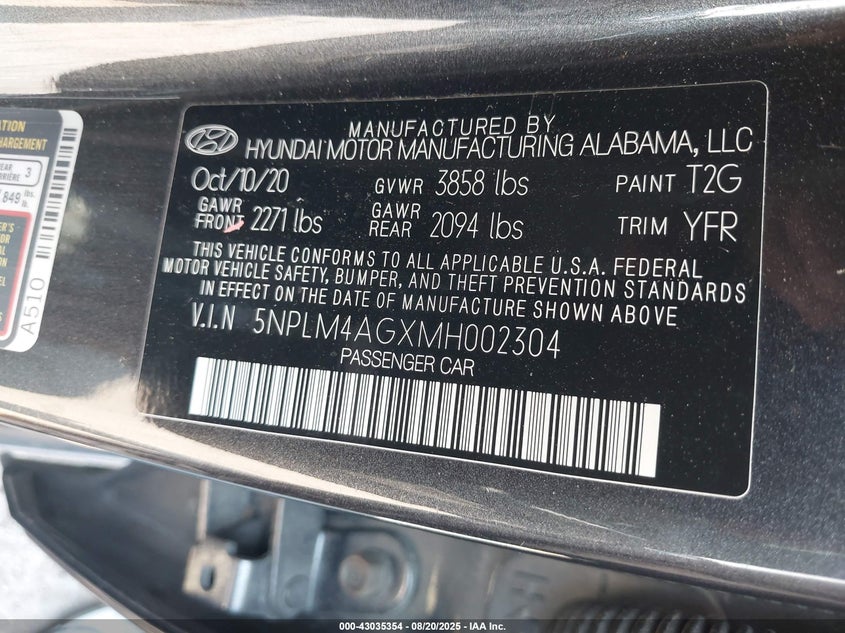 MANUFACTURED BY
HYUNDAI MOTOR MANUFACTURING ALABAMA, LLC
Oct/10/20 GVWR 3858 lbs PAINT T2G
GAWR FRONT 2271 lbs GAWR REAR 2094 lbs TRIM YFR
THIS VEHICLE CONFORMS TO ALL APPLICABLE U.S.A. FEDERAL
MOTOR VEHICLE SAFETY, BUMPER, AND THEFT PREVENTION STANDARDS
IN EFFECT ON THE DATE OF MANUFACTURE SHOWN ABOVE
V.I.N 5NPLM4AGXMH002304
PASSENGER CAR
3
849 lbs.
A510
000-43035354 - 08/20/2025 - IAA Inc.